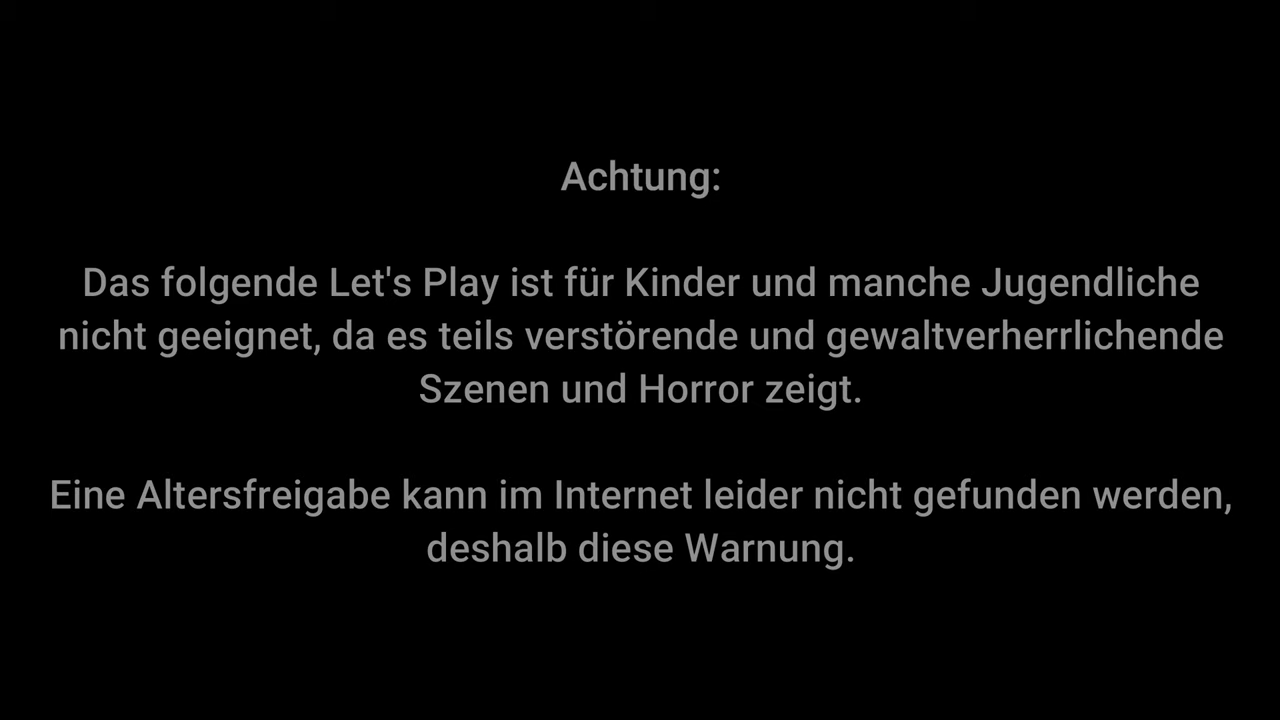 Achtung:
Das folgende Let's Play ist für Kinder und manche Jugendliche
nicht geeignet, da es teils verstörende und gewaltverherrlichende
Szenen und Horror zeigt.
Eine Altersfreigabe kann im Internet leider nicht gefunden werden,
deshalb diese Warnung.